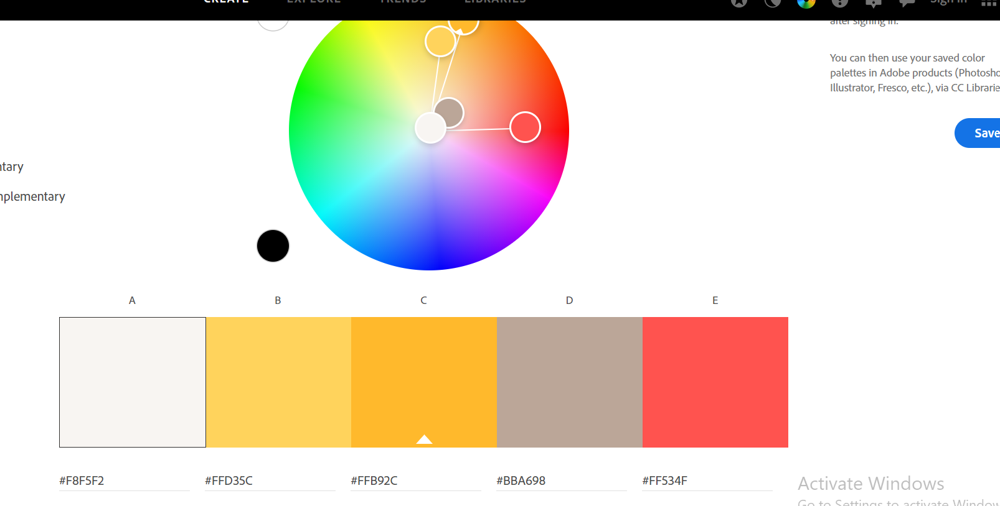 CREATE EXPLORE TRENDS LIBRARIES Sign in
after signing in.
You can then use your saved color
palettes in Adobe products (Photosho
Illustrator, Fresco, etc.), via CC Librarie
Save
ntary
mplementary
A B C D E
#F8F5F2 #FFD35C #FFB92C #BBA698 #FF534F
Activate Windows
Go to Settings to activate Window